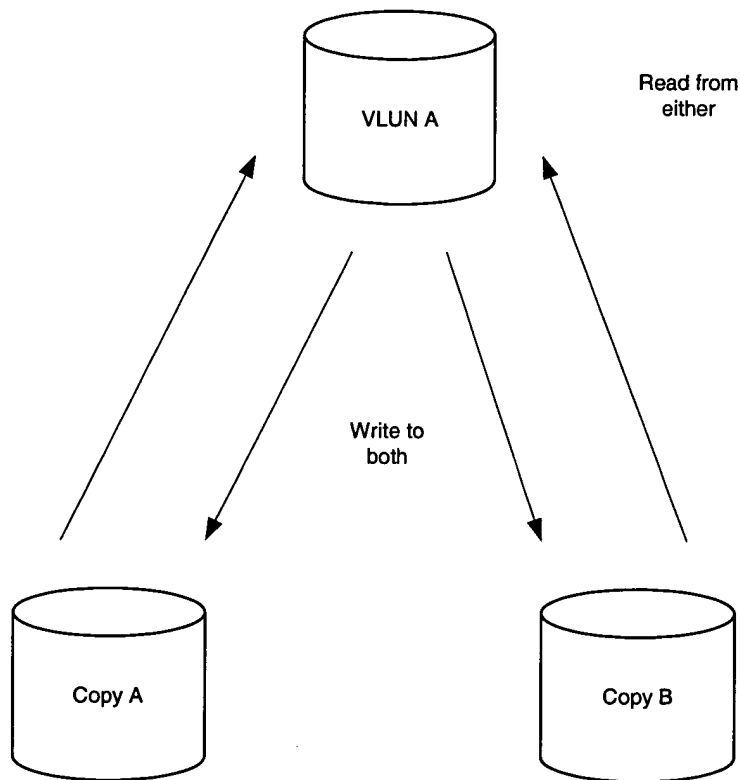 VLUN A
Read from
either
Write to
both
Copy A
Copy B